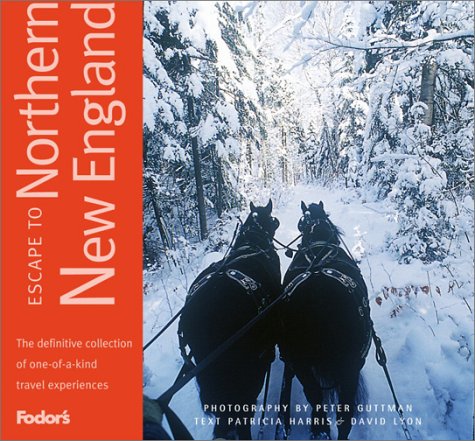 ESCAPE TO
Northern
New England
The definitive collection
of one-of-a-kind
travel experiences
Fodor's
PHOTOGRAPHY BY PETER GUTTMAN
TEXT PATRICIA HARRIS & DAVID LYON